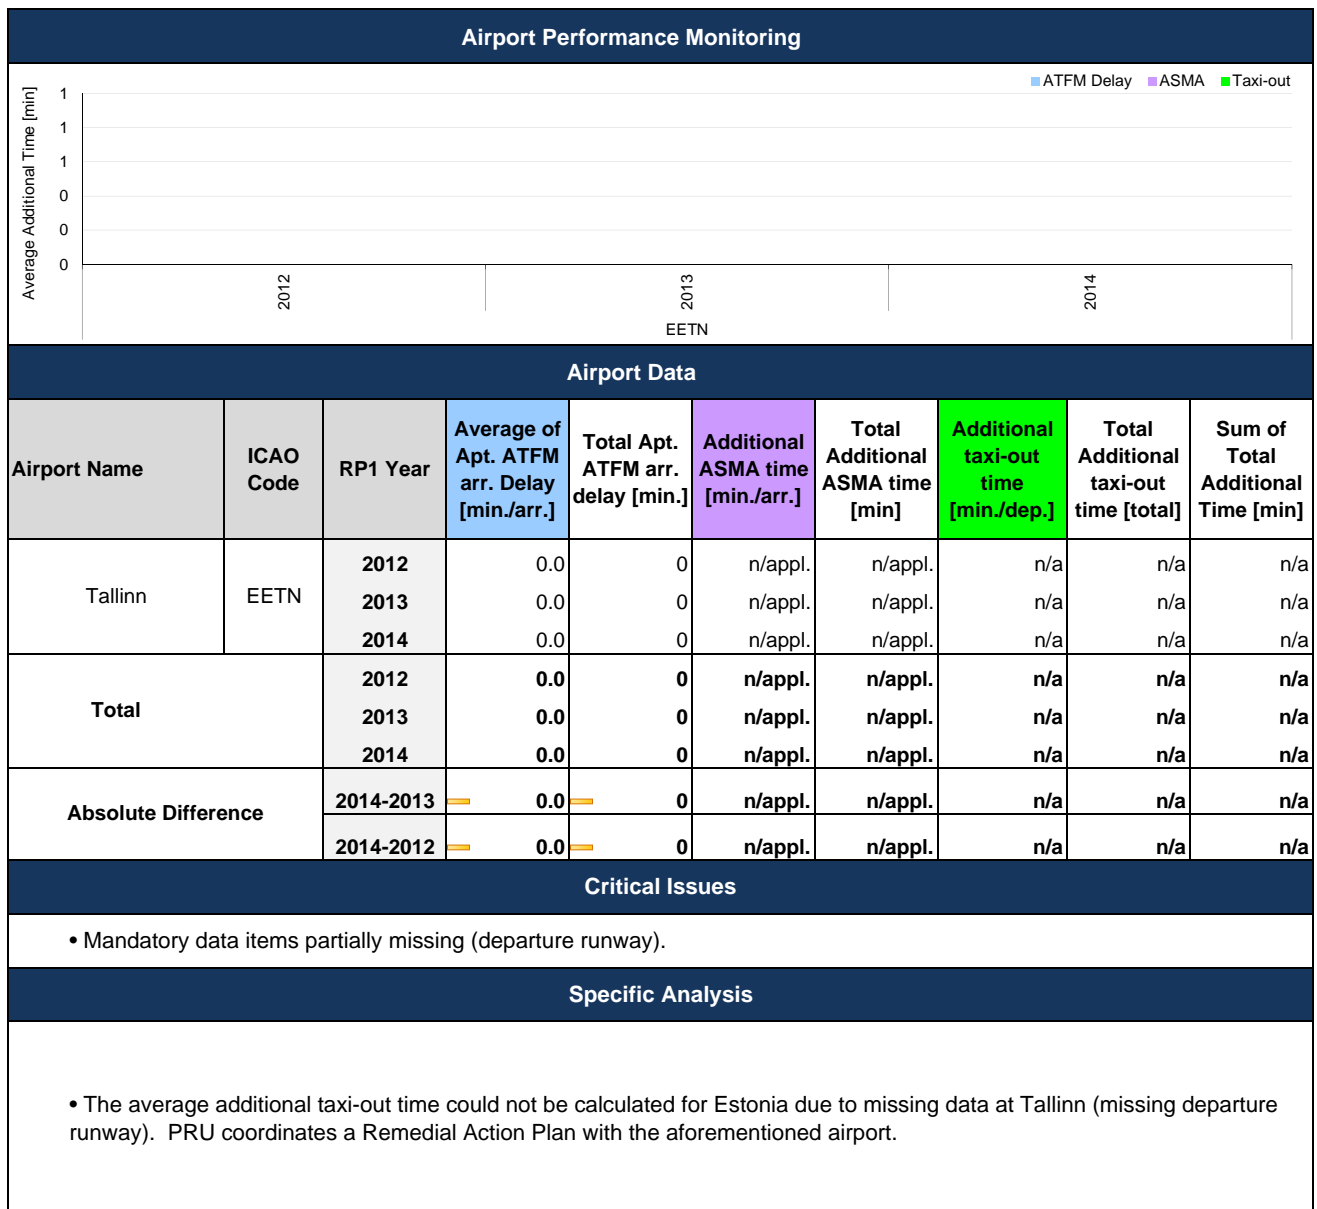 Airport Performance Monitoring
ATFM Delay ASMA Taxi-out
Average Additional Time [min]
1
1
1
0
0
0
2012 2013 2014
EETN
Airport Data
Airport Name
ICAO
Code
RP1 Year
Average of
Apt. ATFM
arr. Delay
[min./arr.]
Total Apt.
ATFM arr.
delay [min.]
Additional
ASMA time
[min./arr.]
Total
Additional
ASMA time
[min]
Additional
taxi-out
time
[min./dep.]
Total
Additional
taxi-out
time [total]
Sum of
Total
Additional
Time [min]
Tallinn EETN
2012 0.0 0 n/appl. n/appl. n/a n/a n/a
2013 0.0 0 n/appl. n/appl. n/a n/a n/a
2014 0.0 0 n/appl. n/appl. n/a n/a n/a
Total
2012 0.0 0 n/appl. n/appl. n/a n/a n/a
2013 0.0 0 n/appl. n/appl. n/a n/a n/a
2014 0.0 0 n/appl. n/appl. n/a n/a n/a
Absolute Difference
2014-2013 0.0 0 n/appl. n/appl. n/a n/a n/a
2014-2012 0.0 0 n/appl. n/appl. n/a n/a n/a
Critical Issues
• Mandatory data items partially missing (departure runway).
Specific Analysis
• The average additional taxi-out time could not be calculated for Estonia due to missing data at Tallinn (missing departure
runway).  PRU coordinates a Remedial Action Plan with the aforementioned airport.